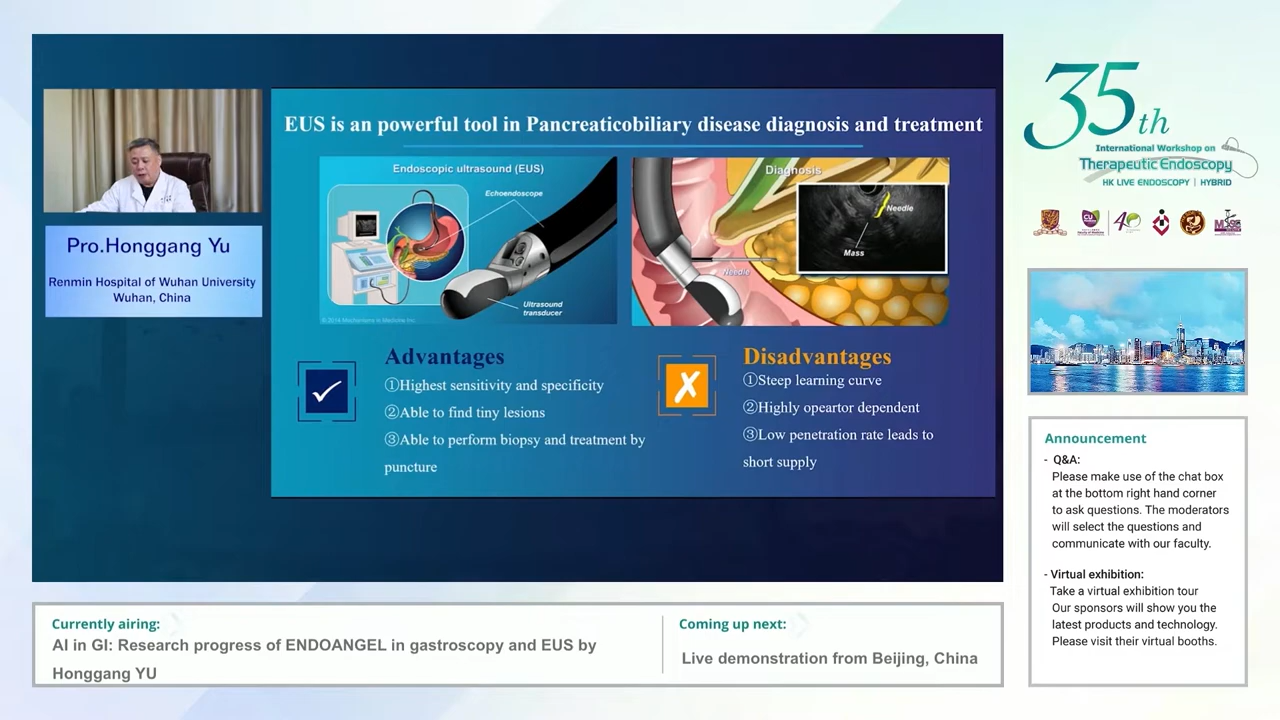 EUS is an powerful tool in Pancreaticobiliary disease diagnosis and treatment
Endoscopic ultrasound (EUS)
Echoendoscope
Ultrasound
transducer
Diagnosis
Needle
Mass
Needle
Advantages
①Highest sensitivity and specificity
②Able to find tiny lesions
③Able to perform biopsy and treatment by
puncture
Disadvantages
①Steep learning curve
②Highly opeartor dependent
③Low penetration rate leads to
short supply
Pro.Honggang Yu
Renmin Hospital of Wuhan University
Wuhan, China
35th
International Workshop on
Therapeutic Endoscopy
HK LIVE ENDOSCOPY | HYBRID
Announcement
- Q&A:
Please make use of the chat box
at the bottom right hand corner
to ask questions. The moderators
will select the questions and
communicate with our faculty.
- Virtual exhibition:
Take a virtual exhibition tour
Our sponsors will show you the
latest products and technology.
Please visit their virtual booths.
Currently airing:
AI in GI: Research progress of ENDOANGEL in gastroscopy and EUS by
Honggang YU
Coming up next:
Live demonstration from Beijing, China